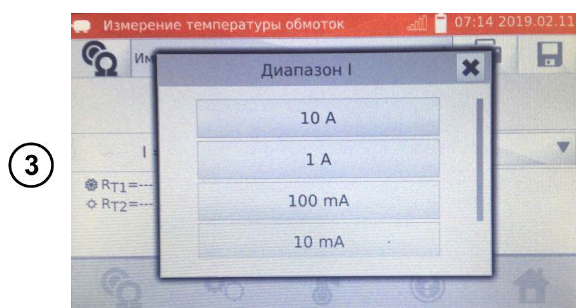 Измерение температуры обмоток 07:14 2019.02.11
Им
Диапазон I
3
10 A
I =
1 A
RT1=---
100 mA
RT2=---
10 mA